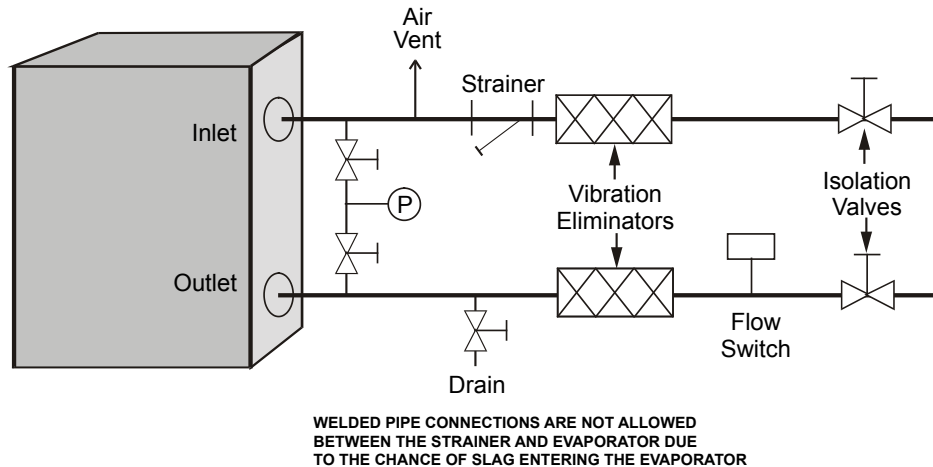 Air
Vent
Strainer
Inlet
P
Vibration
Eliminators
Isolation
Valves
Outlet
Flow
Switch
Drain
WELDED PIPE CONNECTIONS ARE NOT ALLOWED
BETWEEN THE STRAINER AND EVAPORATOR DUE
TO THE CHANCE OF SLAG ENTERING THE EVAPORATOR